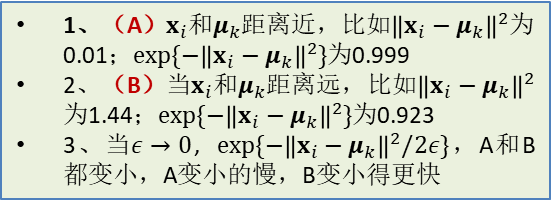 • 1、（A）𝐱ᵢ和𝝁ₖ距离近，比如‖𝐱ᵢ − 𝝁ₖ‖²为
0.01；exp{−‖𝐱ᵢ − 𝝁ₖ‖²}为0.999
• 2、（B）当𝐱ᵢ和𝝁ₖ距离远，比如‖𝐱ᵢ − 𝝁ₖ‖²
为1.44；exp{−‖𝐱ᵢ − 𝝁ₖ‖²}为0.923
• 3、当𝜖 → 0，exp{−‖𝐱ᵢ − 𝝁ₖ‖²/2𝜖}，A和B
都变小，A变小的慢，B变小得更快